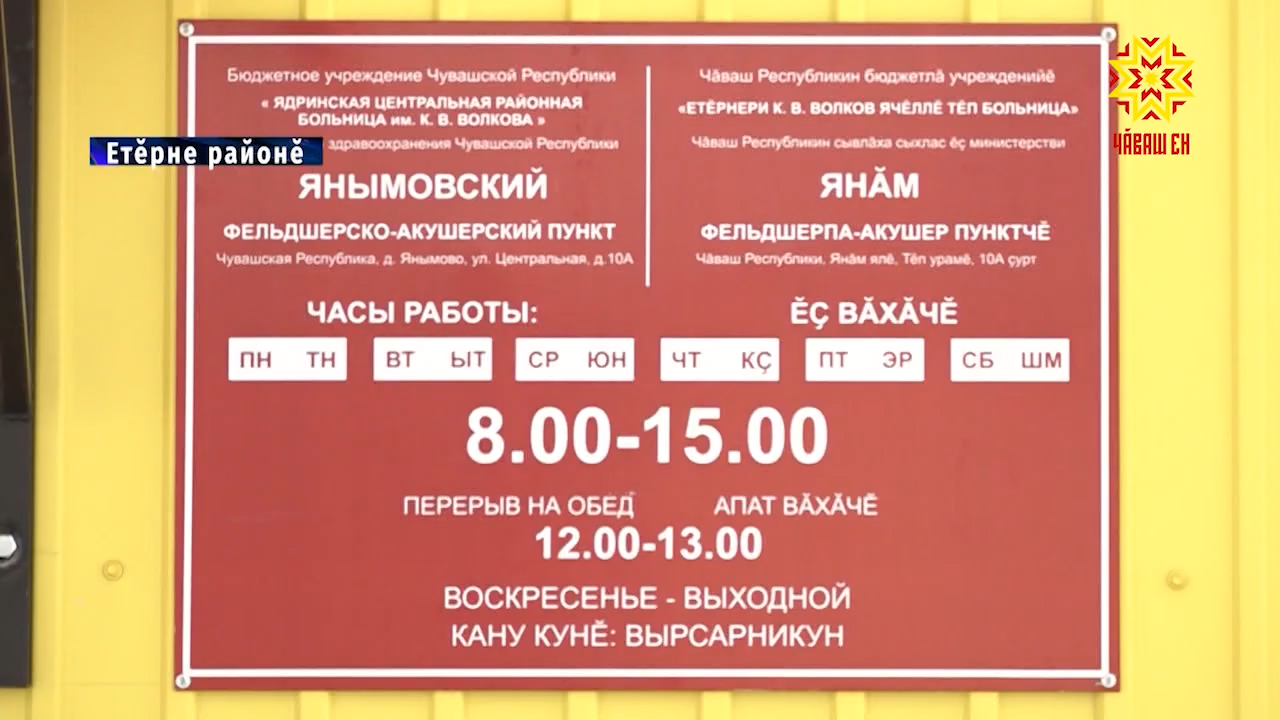 Бюджетное учреждение Чувашской Республики
« ЯДРИНСКАЯ ЦЕНТРАЛЬНАЯ РАЙОННАЯ
БОЛЬНИЦА им. К. В. ВОЛКОВА »
здравоохранения Чувашской Республики
ЯНЫМОВСКИЙ
ФЕЛЬДШЕРСКО-АКУШЕРСКИЙ ПУНКТ
Чувашская Республика, д. Янымово, ул. Центральная, д.10А
Чӑваш Республикин бюджетлӑ учрежденийӗ
«ЕТӖРНЕРИ К. В. ВОЛКОВ ЯЧӖЛЛӖ ТӖП БОЛЬНИЦА»
Чӑваш Республикин сывлӑха сыхлас ӗҫ министерстви
ЯНӐМ
ФЕЛЬДШЕРПА-АКУШЕР ПУНКТЧӖ
Чӑваш Республики, Янӑм ялӗ, Тӗп урамӗ, 10А ҫурт
ЧАСЫ РАБОТЫ: ӖҪ ВӐХӐЧӖ
ПН ТН ВТ ЫТ СР ЮН ЧТ КҪ ПТ ЭР СБ ШМ
8.00-15.00
ПЕРЕРЫВ НА ОБЕД АПАТ ВӐХӐЧӖ
12.00-13.00
ВОСКРЕСЕНЬЕ - ВЫХОДНОЙ
КАНУ КУНӖ: ВЫРСАРНИКУН
Етӗрне районӗ
ЧӐВАШ ЕН